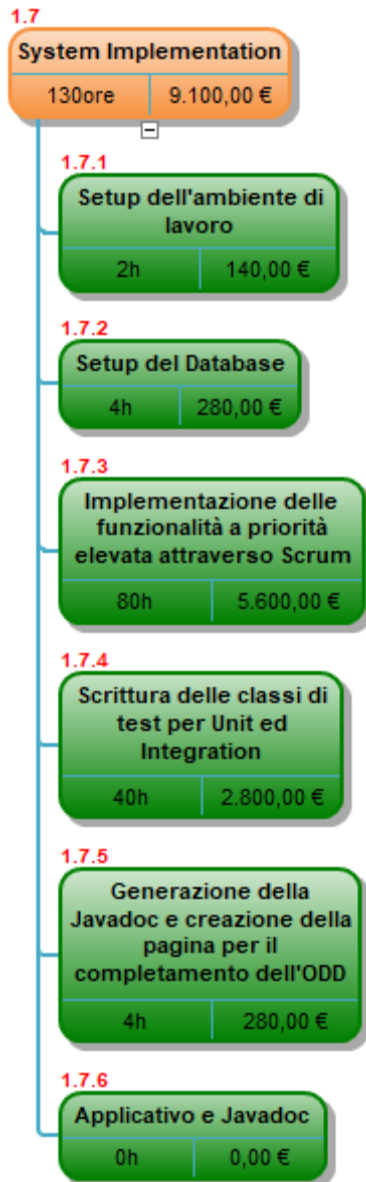 1.7
System Implementation
130ore 9.100,00 €
1.7.1
Setup dell'ambiente di
lavoro
2h 140,00 €
1.7.2
Setup del Database
4h 280,00 €
1.7.3
Implementazione delle
funzionalità a priorità
elevata attraverso Scrum
80h 5.600,00 €
1.7.4
Scrittura delle classi di
test per Unit ed
Integration
40h 2.800,00 €
1.7.5
Generazione della
Javadoc e creazione della
pagina per il
completamento dell'ODD
4h 280,00 €
1.7.6
Applicativo e Javadoc
0h 0,00 €